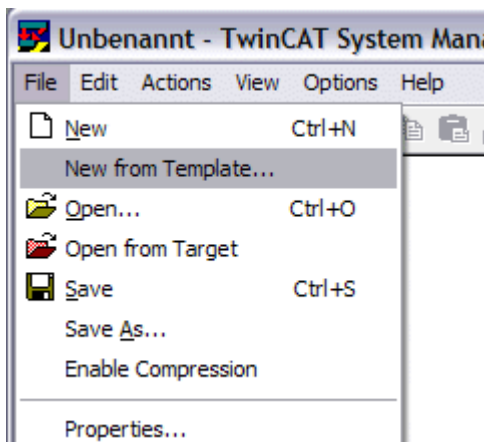 Unbenannt - TwinCAT System Mana
File Edit Actions View Options Help
New Ctrl+N
New from Template...
Open... Ctrl+O
Open from Target
Save Ctrl+S
Save As...
Enable Compression
Properties...